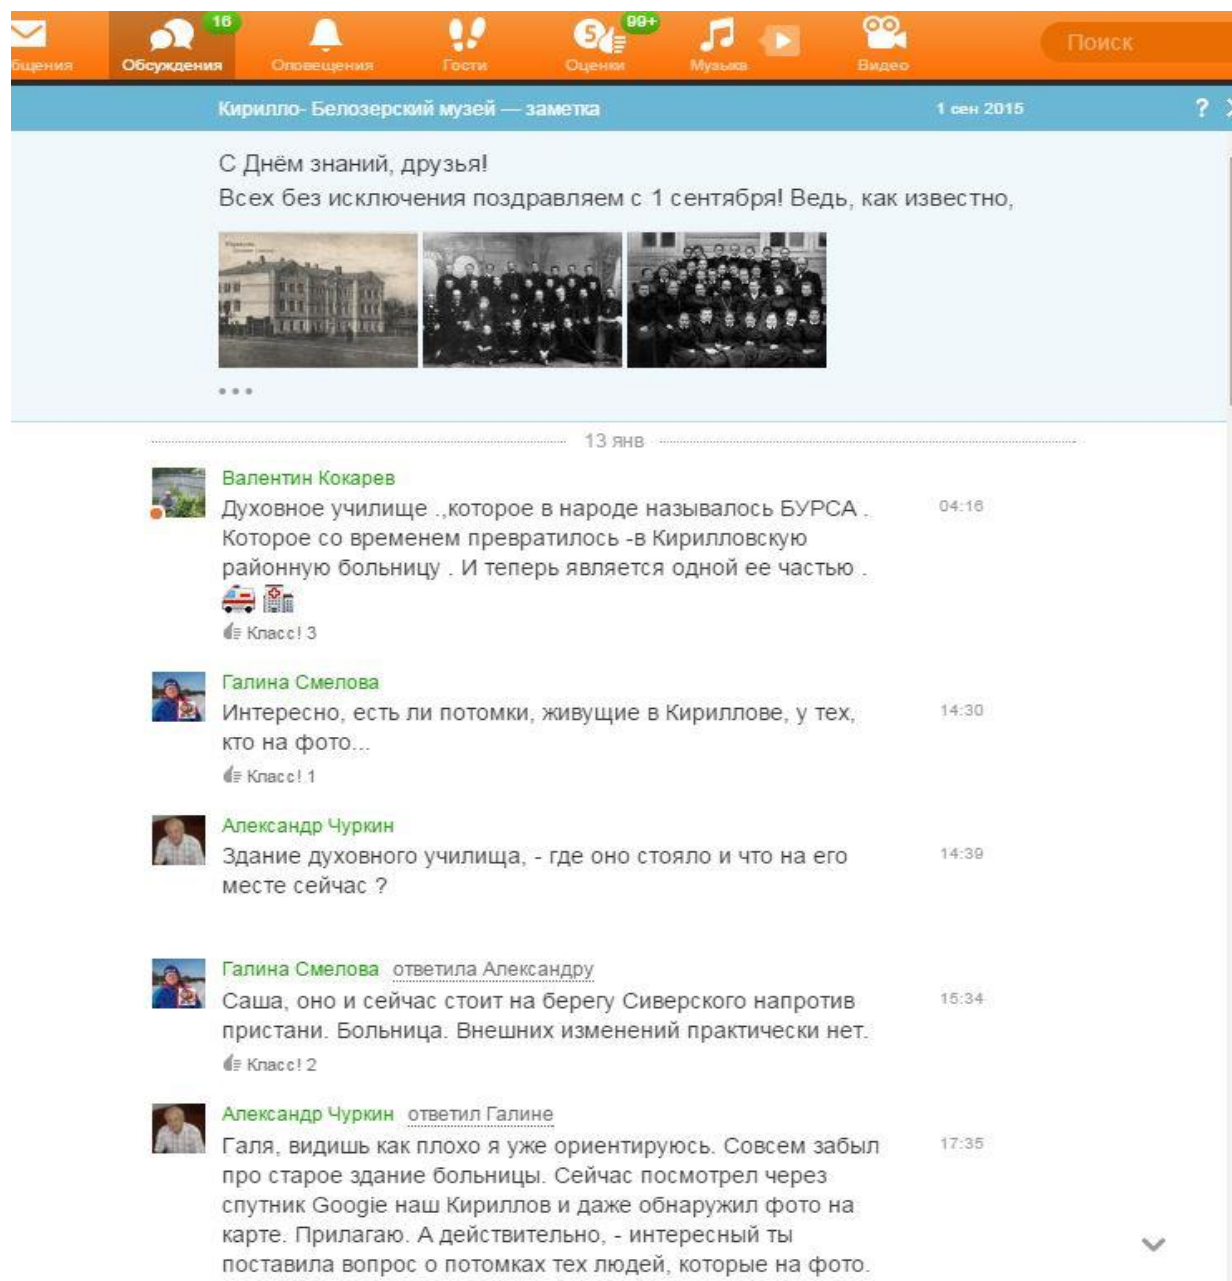 16
99+
5
бщения
Обсуждения
Оповещения
Гости
Оценки
Музыка
Видео
Поиск
Кирилло- Белозерский музей — заметка
1 сен 2015
?
С Днём знаний, друзья!
Всех без исключения поздравляем с 1 сентября! Ведь, как известно,
13 янв
Валентин Кокарев
Духовное училище .,которое в народе называлось БУРСА .
04:16
Которое со временем превратилось -в Кирилловскую
районную больницу . И теперь является одной ее частью .
Класс! 3
Галина Смелова
Интересно, есть ли потомки, живущие в Кириллове, у тех,
14:30
кто на фото...
Класс! 1
Александр Чуркин
Здание духовного училища, - где оно стояло и что на его
14:39
месте сейчас ?
Галина Смелова ответила Александру
Саша, оно и сейчас стоит на берегу Сиверского напротив
15:34
пристани. Больница. Внешних изменений практически нет.
Класс! 2
Александр Чуркин ответил Галине
Галя, видишь как плохо я уже ориентируюсь. Совсем забыл
17:35
про старое здание больницы. Сейчас посмотрел через
спутник Googie наш Кириллов и даже обнаружил фото на
карте. Прилагаю. А действительно, - интересный ты
поставила вопрос о потомках тех людей, которые на фото.